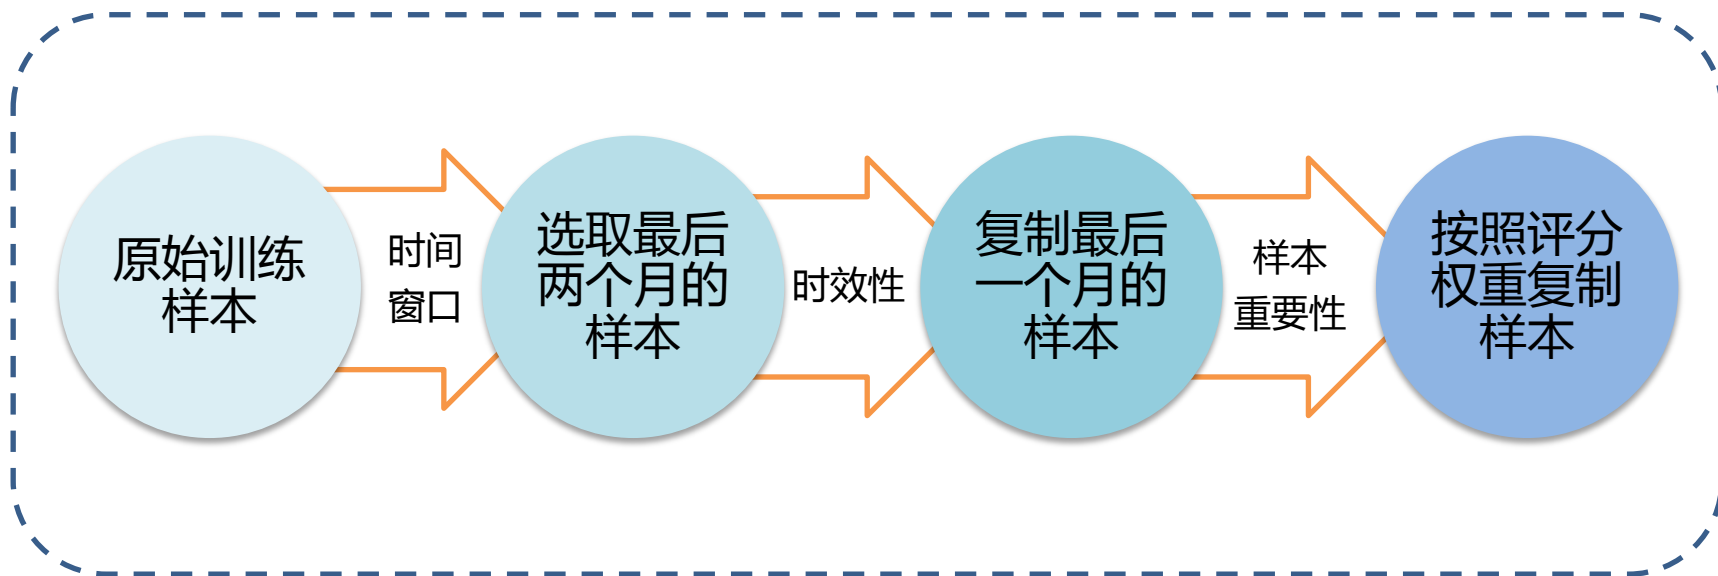 原始训练
样本
时间
窗口
选取最后
两个月的
样本
时效性
复制最后
一个月的
样本
样本
重要性
按照评分
权重复制
样本